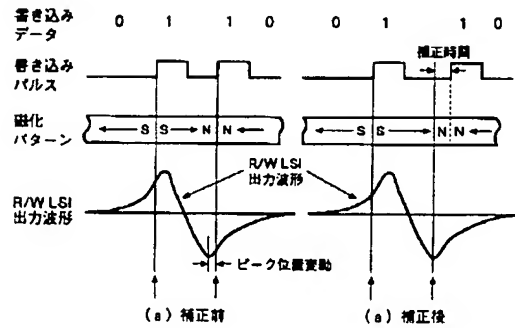 書き込み
データ
0 1 1 0 0 1 1 0
補正時間
書き込み
パルス
磁化
パターン
S S N N S S N N
R/W LSI
出力波形
R/W LSI
出力波形
ピーク位置変動
(a) 補正前 (a) 補正後